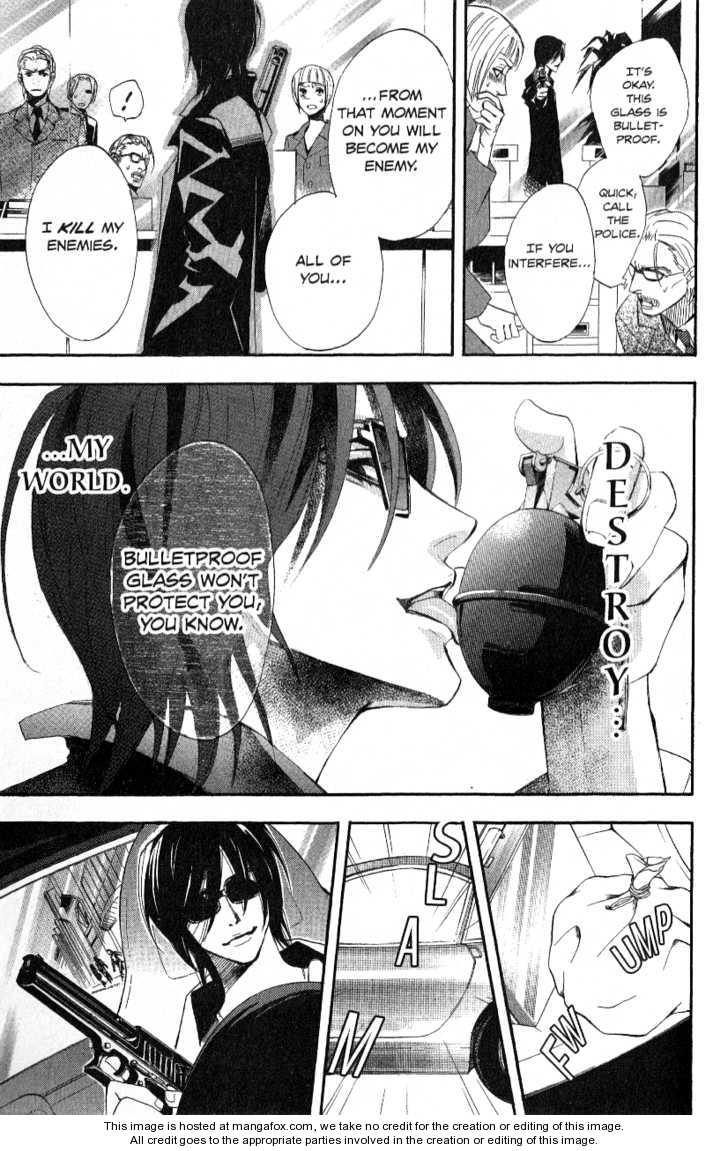 IT'S
OKAY.
THIS
GLASS IS
BULLET-
PROOF.
QUICK,
CALL
THE
POLICE.
IF YOU
INTERFERE...
...FROM
THAT MOMENT
ON YOU WILL
BECOME MY
ENEMY.
ALL OF
YOU...
!
I KILL MY
ENEMIES.
DESTROY...
...MY
WORLD.
BULLETPROOF
GLASS WON'T
PROTECT YOU,
YOU KNOW.
FWUMP
SLAM
This image is hosted at mangafox.com, we take no credit for the creation or editing of this image.
All credit goes to the appropriate parties involved in the creation or editing of this image.